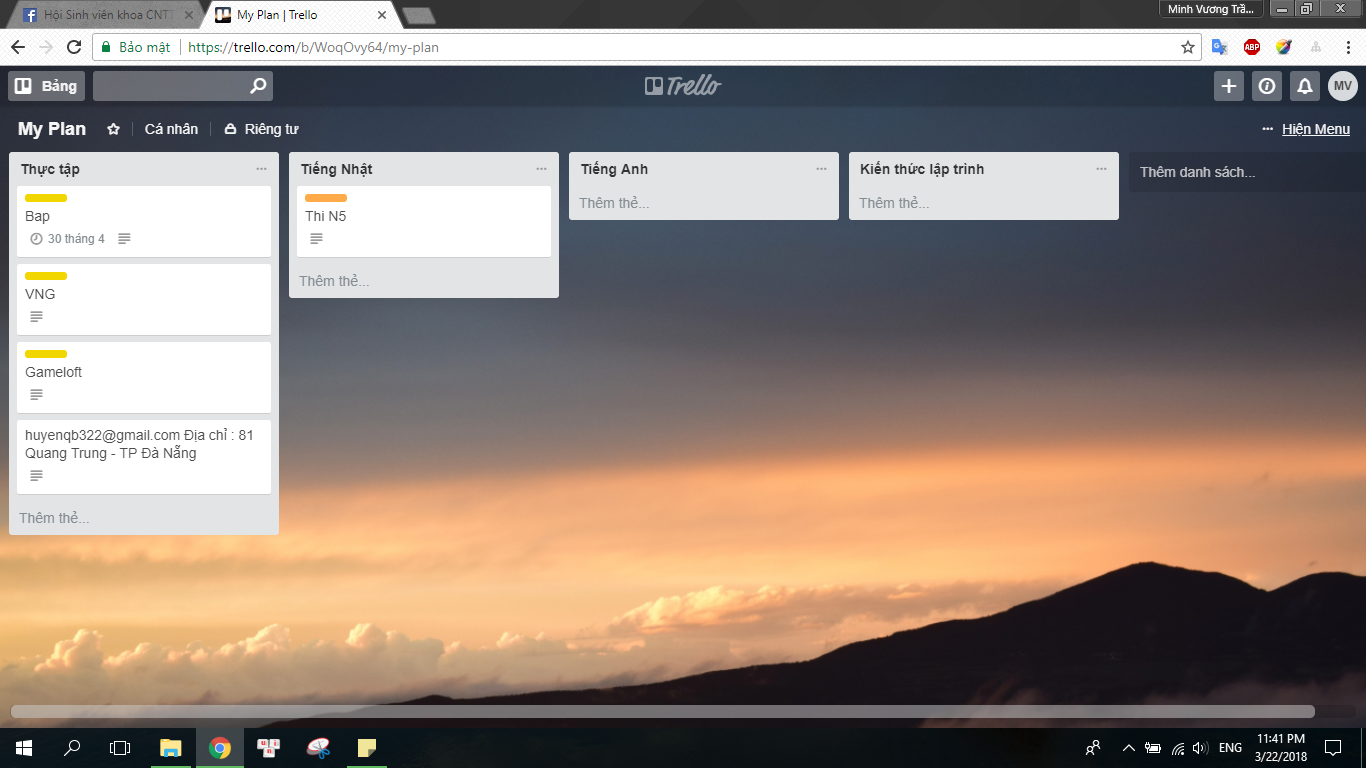 Hội Sinh viên khoa CNTT
My Plan | Trello
Minh Vương Trầ...
Bảo mật
https://trello.com/b/WoqOvy64/my-plan
ABP
Bảng
Trello
MV
My Plan
Cá nhân
Riêng tư
Hiện Menu
Thực tập
Bap
30 tháng 4
VNG
Gameloft
huyenqb322@gmail.com Địa chỉ : 81
Quang Trung - TP Đà Nẵng
Thêm thẻ...
Tiếng Nhật
Thi N5
Thêm thẻ...
Tiếng Anh
Thêm thẻ...
Kiến thức lập trình
Thêm thẻ...
Thêm danh sách...
ENG
11:41 PM
3/22/2018